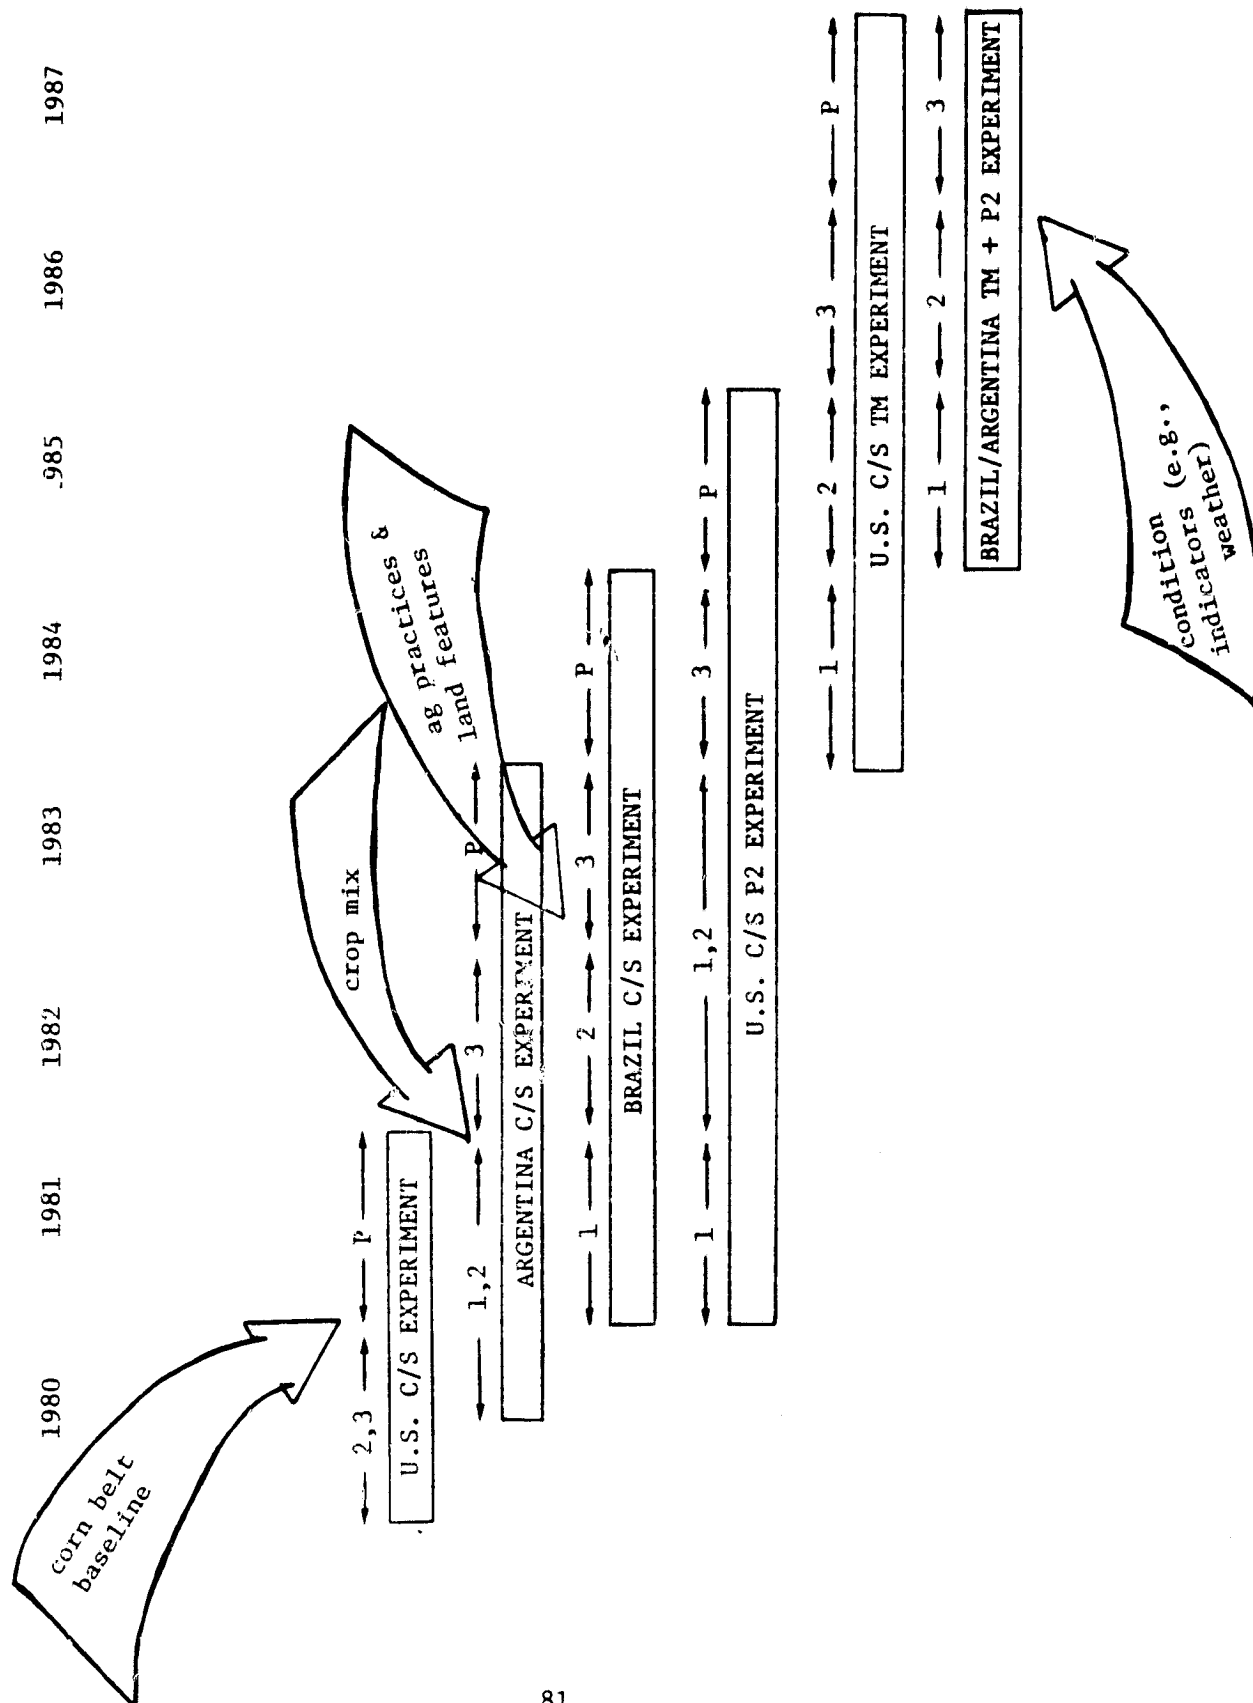 1980 1981 1982 1983 1984 .985 1986 1987
corn belt
baseline
crop mix
ag practices &
land features
2,3 P
U.S. C/S EXPERIMENT
1,2 3 P
ARGENTINA C/S EXPERIMENT
1 2 3 P
BRAZIL C/S EXPERIMENT
1 1,2 3 P
U.S. C/S P2 EXPERIMENT
1 2 3 P
U.S. C/S TM EXPERIMENT
1 2 3
BRAZIL/ARGENTINA TM + P2 EXPERIMENT
condition
indicators (e.g.,
weather)
81